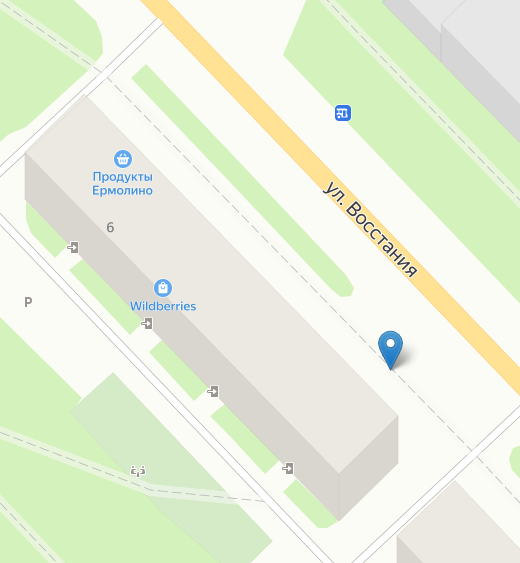 Продукты
Ермолино
ул. Восстания
6
Wildberries
P